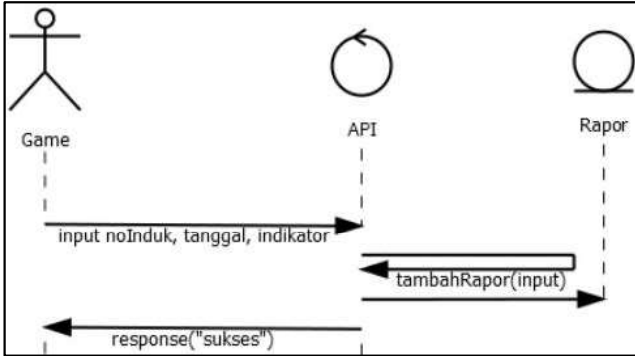 Game
API
Rapor
input noInduk, tanggal, indikator
tambahRapor(input)
response("sukses")